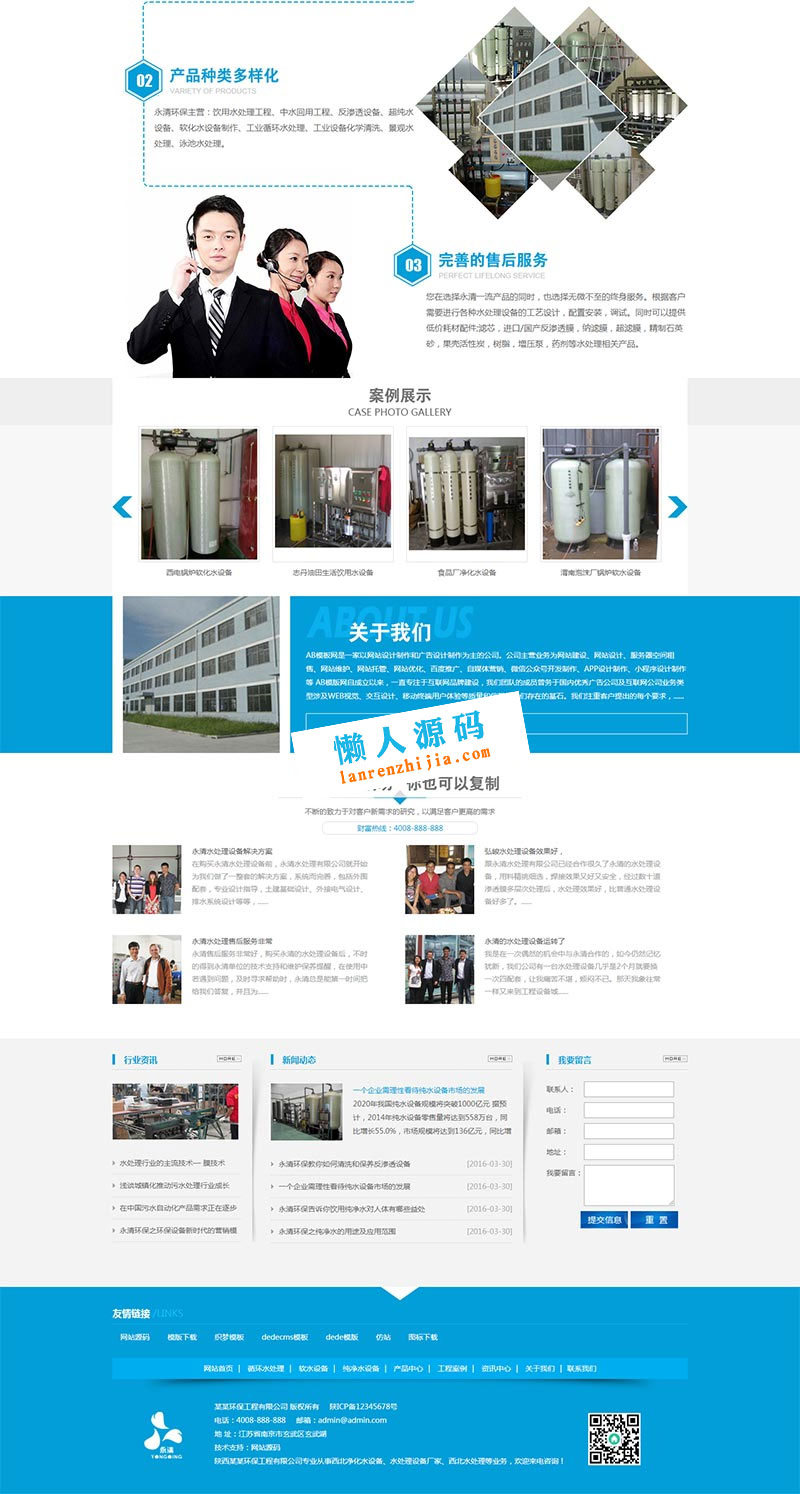 02
产品种类多样化
VARIETY OF PRODUCTS
永清环保主营：饮用水处理工程、中水回用工程、反渗透设备、超纯水
设备、软化水设备制作、工业循环水处理、工业设备化学清洗、景观水
处理、泳池水处理。
03
完善的售后服务
PERFECT LIFELONG SERVICE
您在选择永清一流产品的同时，也选择无微不至的终身服务。根据客户
需要进行各种水处理设备的工艺设计，配置安装，调试。同时可以提供
低价耗材配件;滤芯，进口/国产反渗透膜，纳滤膜，超滤膜，精制石英
砂，果壳活性炭，树脂，增压泵，药剂等水处理相关产品。
案例展示
CASE PHOTO GALLERY
西电锅炉软化水设备
志丹油田生活饮用水设备
食品厂净化水设备
渭南泡沫厂锅炉软水设备
ABOUT US
关于我们
AB模板网是一家以网站设计制作和广告设计制作为主的公司。公司主营业务为网站建设、网站设计、服务器空间租
售、网站维护、网站托管、网站优化、百度推广、自媒体营销、微信公众号开发制作、APP设计制作、小程序设计制作
等 AB模版网自成立以来，一直专注于互联网品牌建设，我们团队的成员曾务于国内优秀广告公司及互联网公司业务类
型涉及WEB视觉、交互设计、移动终端用户体验等质量和信 们存在的基石。我们注重客户提出的每个要求，......
懒人源码
lanrenzhijia.com
你也可以复制
不断的致力于对客户新需求的研究，以满足客户更高的需求
财富热线：4008-888-888
永清水处理设备解决方案
在购买永清水处理设备前，永清水处理有限公司就开始
为我们做了一整套的解决方案，系统而完善，包括外围
配套，专业设计指导，土建基础设计、外接电气设计、
排水系统设计等等，......
弘峻水处理设备效果好，
跟永清水处理有限公司已经合作很久了永清的水处理设
备，用料精挑细选，焊接效果又好又安全，经过数十道
渗透膜多层次处理后，水处理效果好，比普通水处理设
备好多了。......
永清水处理售后服务非常
永清售后服务非常好，购买永清的水处理设备后，不时
的得到永清单位的技术支持和维护保养提醒，在使用中
若遇到问题，及时寻求帮助时，永清总是能第一时间把
给我们答复，并且为......
永清的水处理设备运转了
我是在一次偶然的机会中与永清合作的，如今仍然记忆
犹新，我们公司有一台水处理设备几乎是2个月就要换
一次四配套，让我痛苦不堪，烦闷不已。那天我象往常
一样又来到工程设备城......
行业资讯
MORE
水处理行业的主流技术— 膜技术
浅谈城镇化推动污水处理行业成长
在中国污水自动化产品需求正在逐步
永清环保之环保设备新时代的营销模
新闻动态
MORE
一个企业需理性看待纯水设备市场的发展
2020年我国纯水设备规模将突破1000亿元 据预
计，2014年纯水设备零售量将达到558万台，同
比增长55.0%，市场规模将达到136亿元，同比增
永清环保教你如何清洗和保养反渗透设备 [2016-03-30]
一个企业需理性看待纯水设备市场的发展 [2016-03-30]
永清环保告诉你饮用纯净水对人体有哪些益处 [2016-03-30]
永清环保之纯净水的用途及应用范围 [2016-03-30]
我要留言
MORE
联系人：
电话：
邮箱：
地址：
我要留言：
提交信息 重 置
友情链接 /LINKS
网站源码 模版下载 织梦模板 dedecms模板 dede模版 仿站 图标下载
网站首页 | 循环水处理 | 软水设备 | 纯净水设备 | 产品中心 | 工程案例 | 资讯中心 | 关于我们 | 联系我们
永清
YONGQING
某某环保工程有限公司 版权所有 陕ICP备12345678号
电话：4008-888-888 邮箱：admin@admin.com
地 址：江苏省南京市玄武区玄武湖
技术支持：网站源码
陕西某某环保工程有限公司专业从事西北净化水设备、水处理设备厂家、西北水处理等业务，欢迎来电咨询！